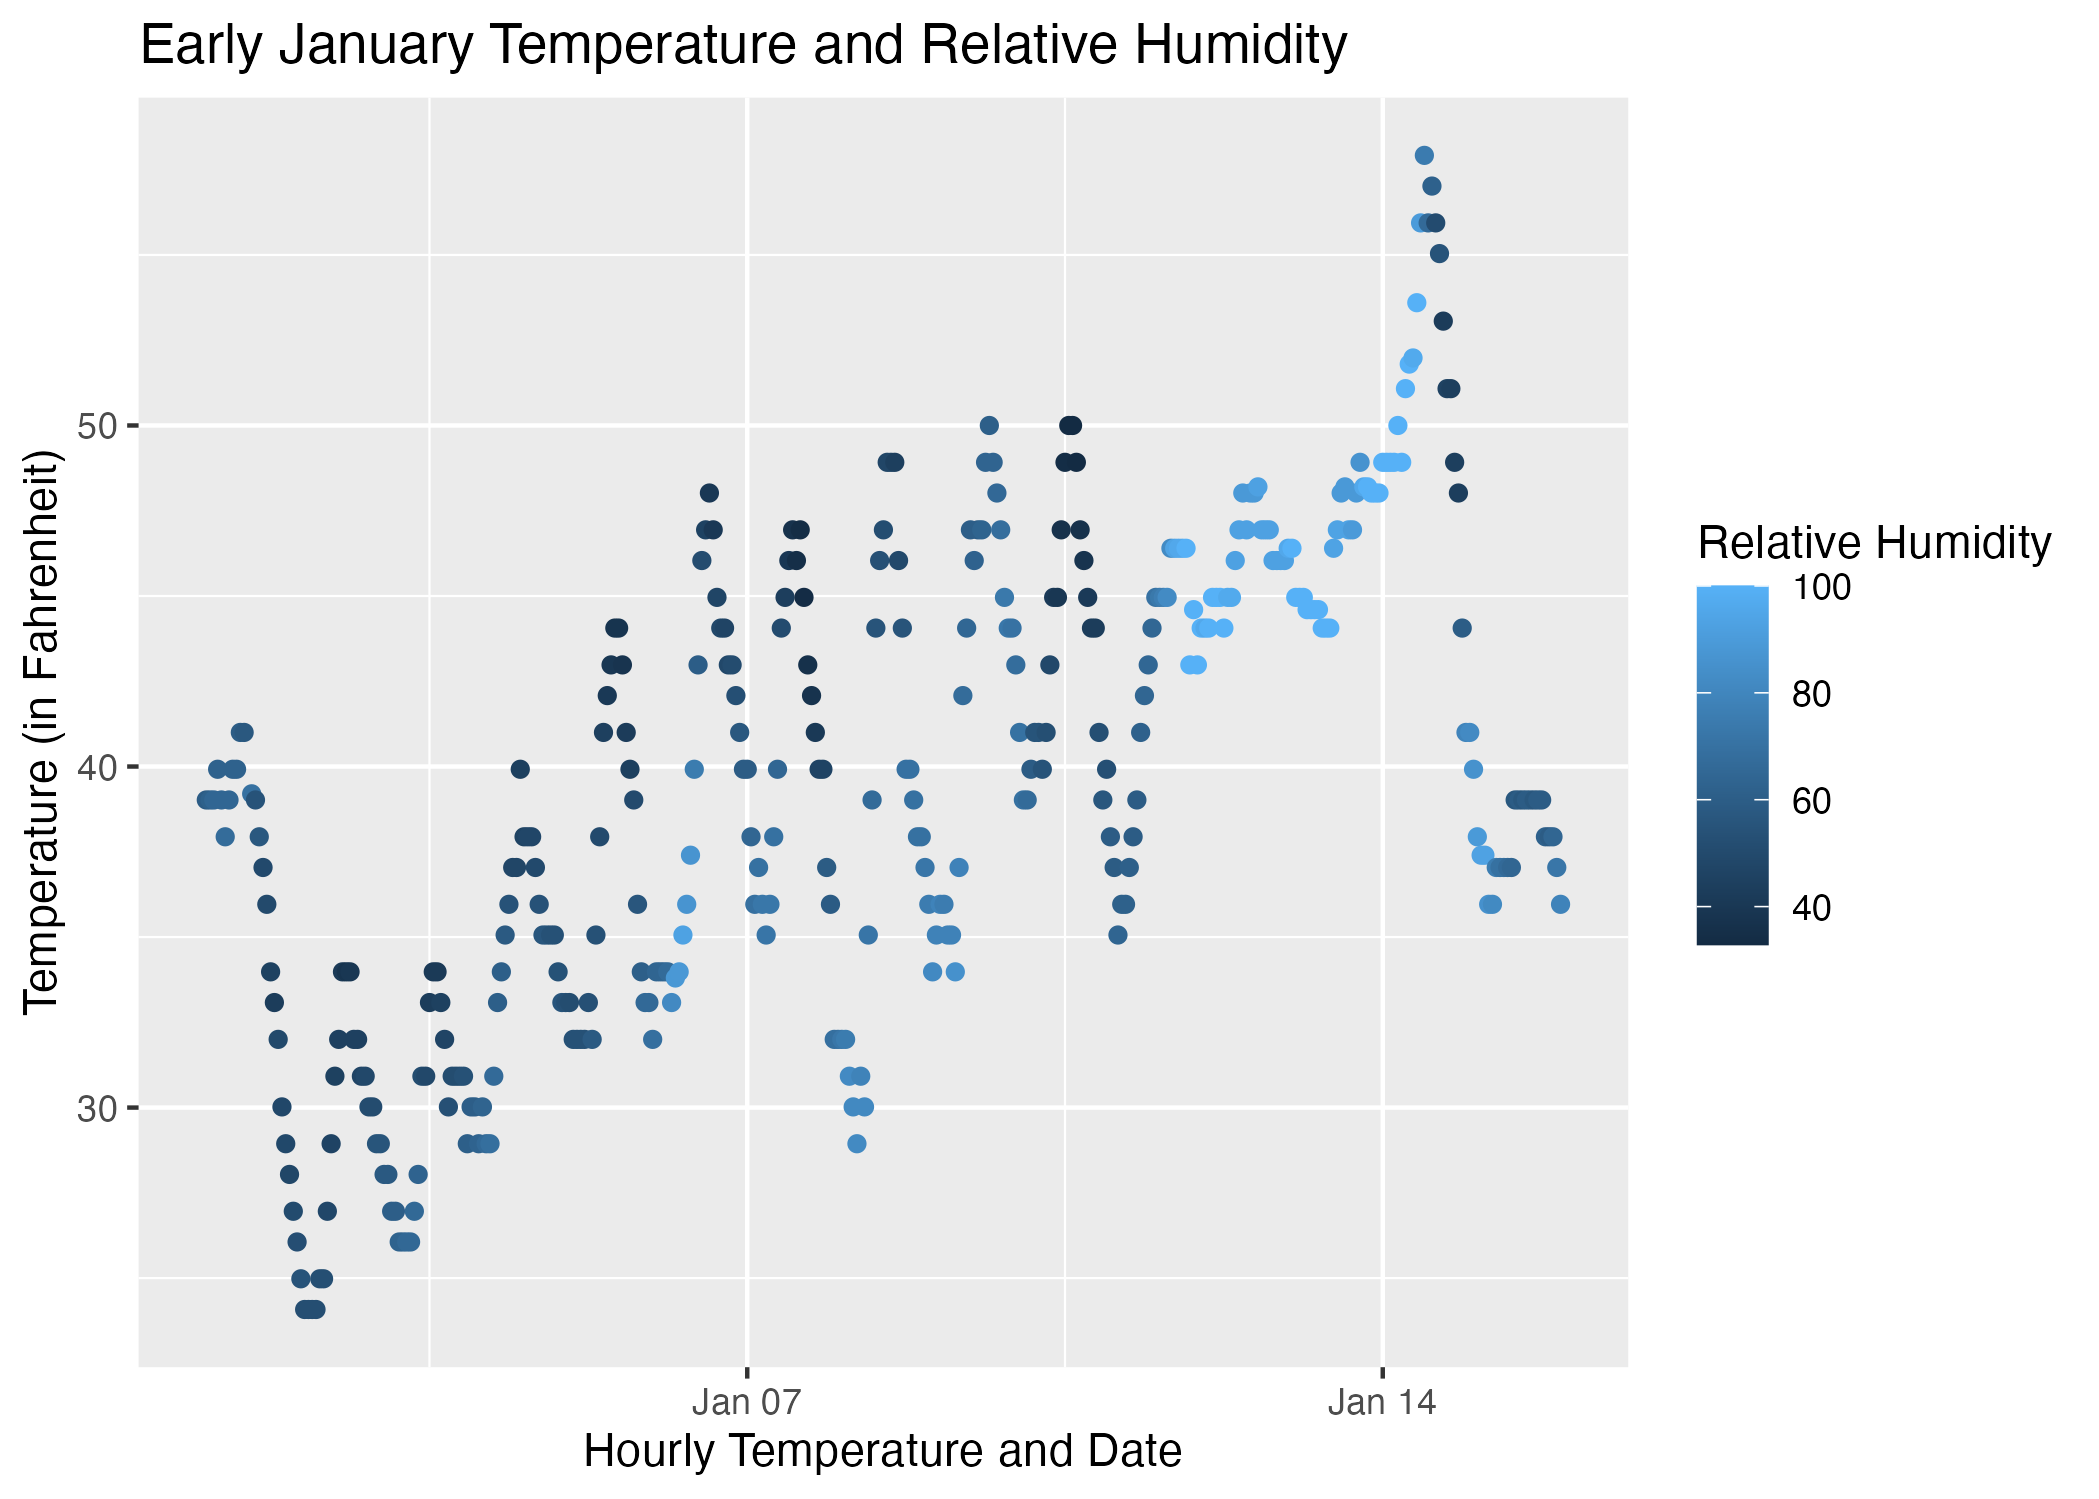 Early January Temperature and Relative Humidity
Temperature (in Fahrenheit)
50
40
30
Jan 07
Jan 14
Hourly Temperature and Date
Relative Humidity
100
80
60
40